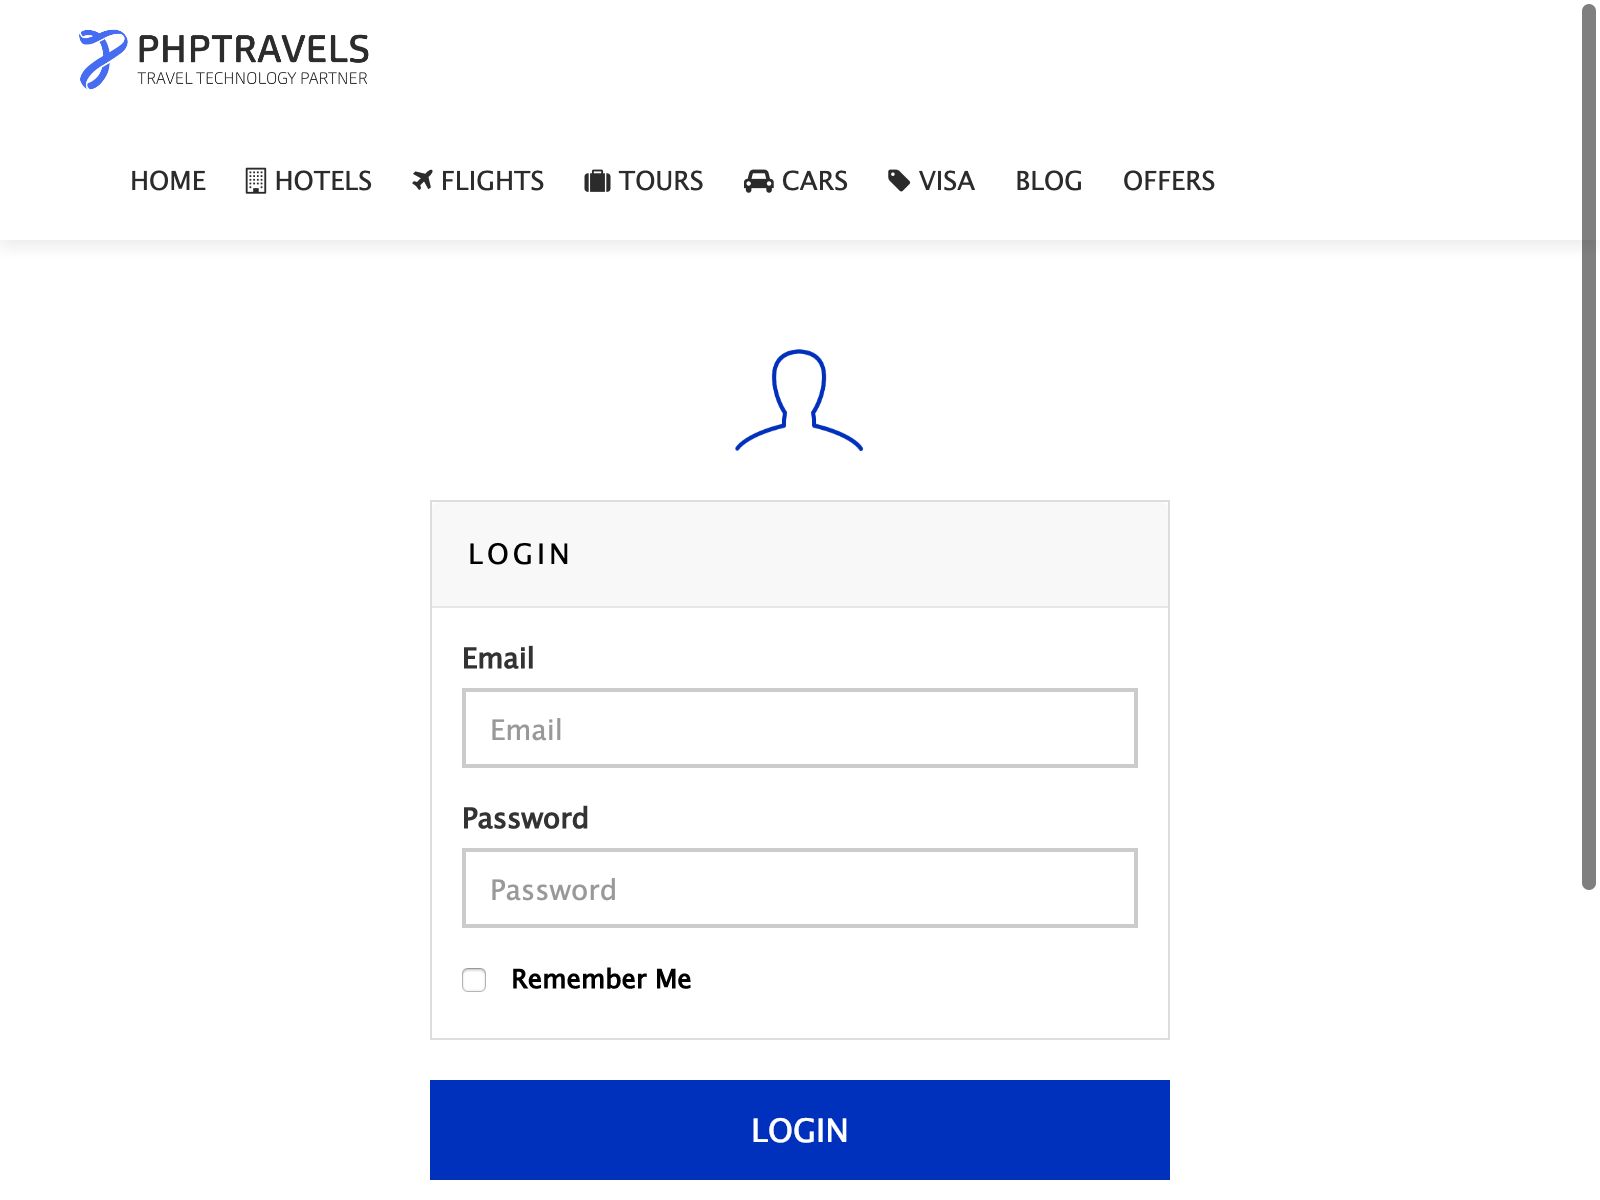 PHPTRAVELS
TRAVEL TECHNOLOGY PARTNER
HOME HOTELS FLIGHTS TOURS CARS VISA BLOG OFFERS
LOGIN
Email
Email
Password
Password
Remember Me
LOGIN